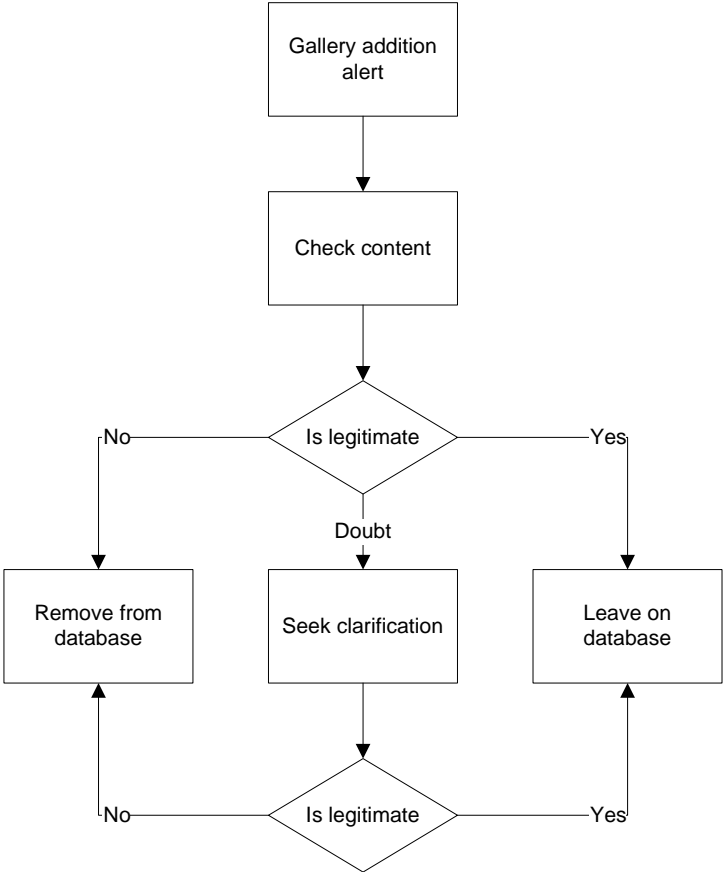 Gallery addition
alert
Check content
Is legitimate
No
Yes
Doubt
Remove from
database
Seek clarification
Leave on
database
Is legitimate
No
Yes